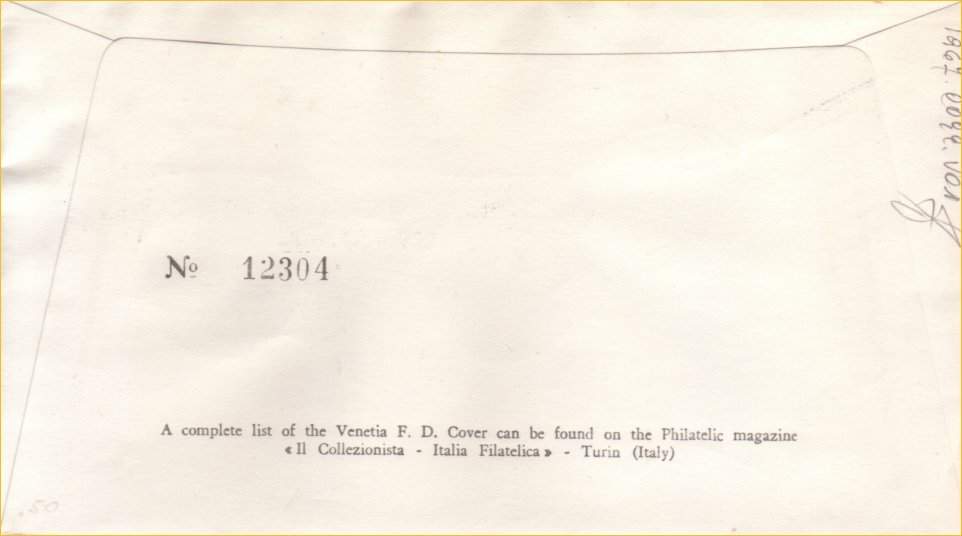 Nº 12304
A complete list of the Venetia F. D. Cover can be found on the Philatelic magazine
« Il Collezionista - Italia Filatelica » - Turin (Italy)
.50